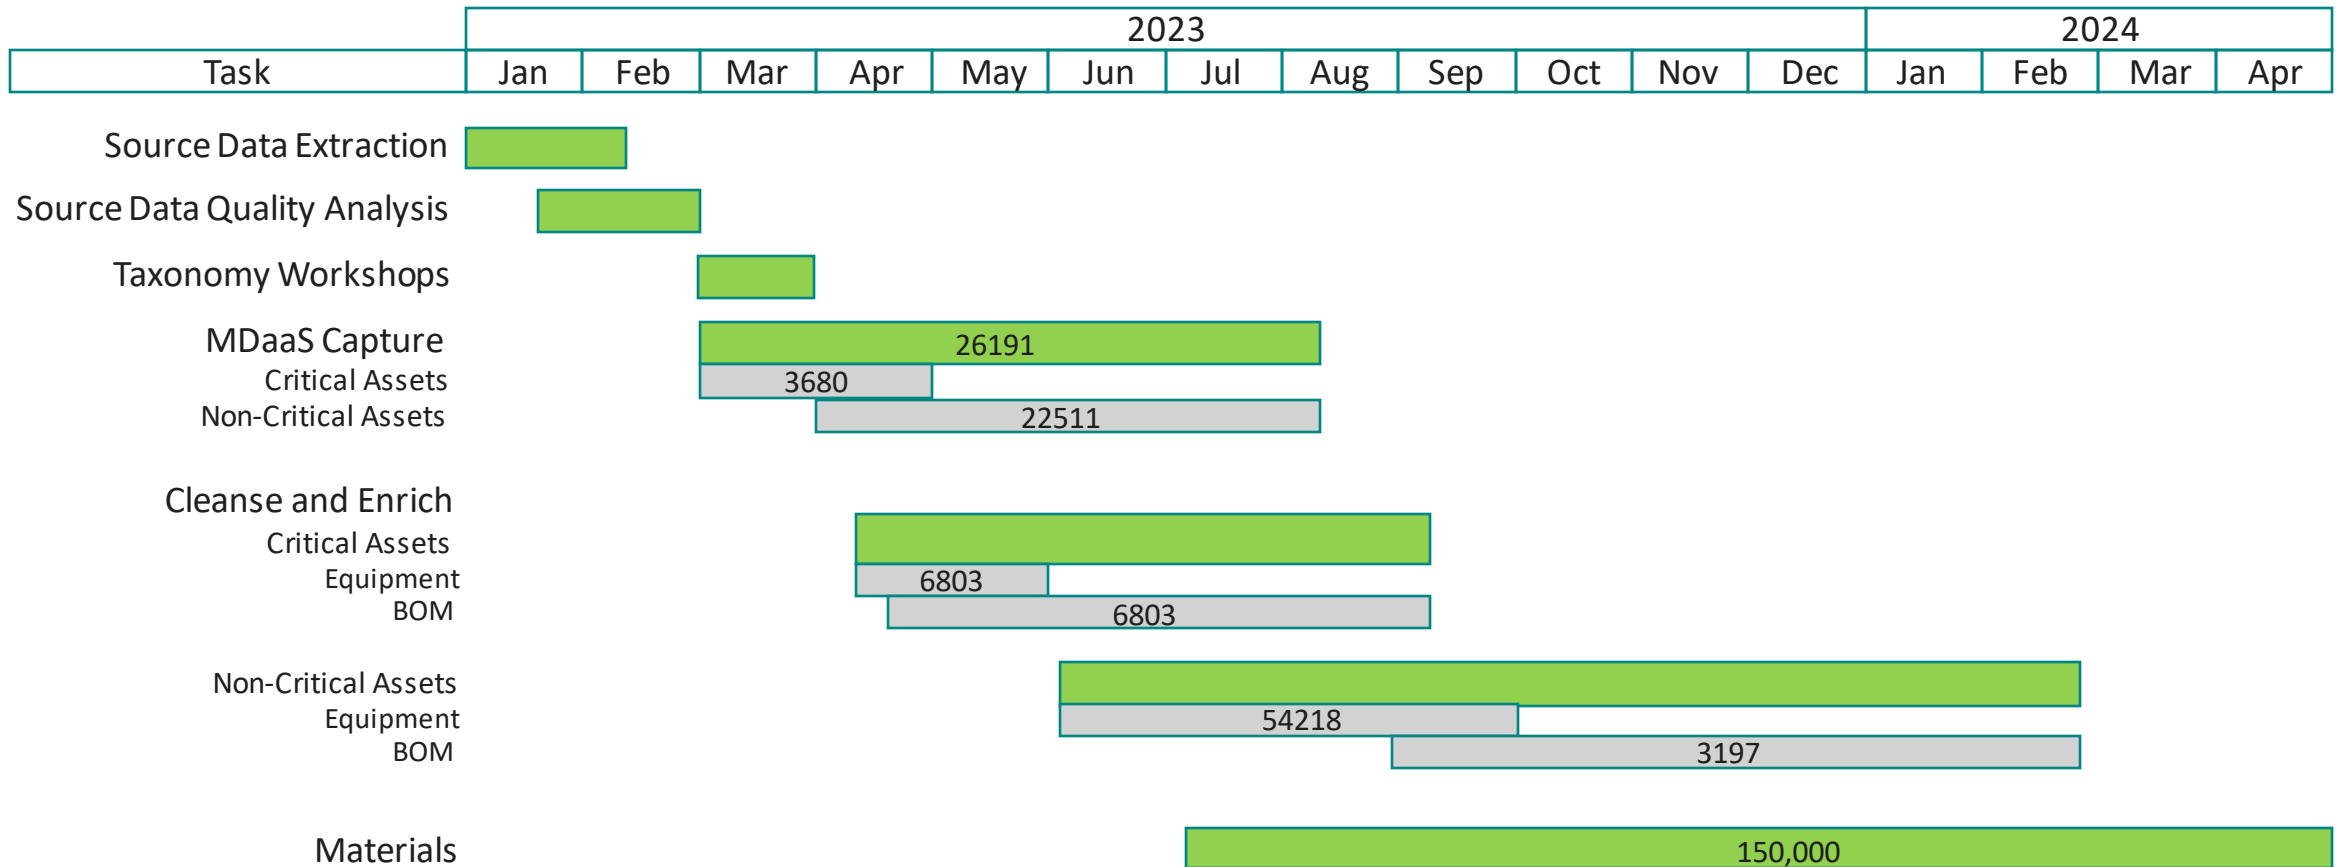 2023 2024
Task Jan Feb Mar Apr May Jun Jul Aug Sep Oct Nov Dec Jan Feb Mar Apr
Source Data Extraction
Source Data Quality Analysis
Taxonomy Workshops
MDaaS Capture 26191
Critical Assets 3680
Non-Critical Assets 22511
Cleanse and Enrich
Critical Assets
Equipment 6803
BOM 6803
Non-Critical Assets
Equipment 54218
BOM 3197
Materials 150,000